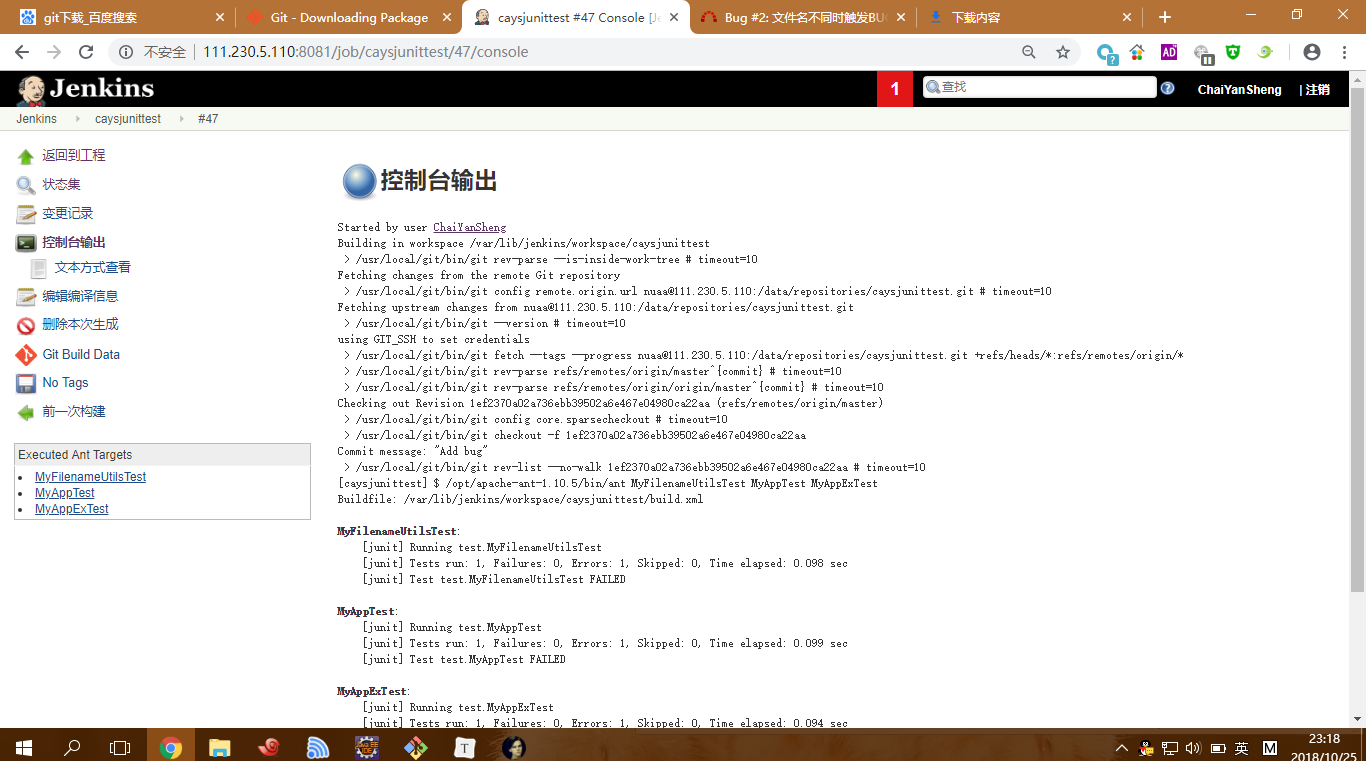 git下载_百度搜索
Git - Downloading Package
caysjunittest #47 Console [Je
Bug #2: 文件名不同时触发BUG
下载内容
不安全 111.230.5.110:8081/job/caysjunittest/47/console
Jenkins
1
查找
ChaiYanSheng
| 注销
Jenkins
caysjunittest
#47
返回到工程
状态集
变更记录
控制台输出
文本方式查看
编辑编译信息
删除本次生成
Git Build Data
No Tags
前一次构建
Executed Ant Targets
MyFilenameUtilsTest
MyAppTest
MyAppExTest
控制台输出
Started by user ChaiYanSheng
Building in workspace /var/lib/jenkins/workspace/caysjunittest
> /usr/local/git/bin/git rev-parse --is-inside-work-tree # timeout=10
Fetching changes from the remote Git repository
> /usr/local/git/bin/git config remote.origin.url nuaa@111.230.5.110:/data/repositories/caysjunittest.git # timeout=10
Fetching upstream changes from nuaa@111.230.5.110:/data/repositories/caysjunittest.git
> /usr/local/git/bin/git --version # timeout=10
using GIT_SSH to set credentials
> /usr/local/git/bin/git fetch --tags --progress nuaa@111.230.5.110:/data/repositories/caysjunittest.git +refs/heads/*:refs/remotes/origin/*
> /usr/local/git/bin/git rev-parse refs/remotes/origin/master^{commit} # timeout=10
> /usr/local/git/bin/git rev-parse refs/remotes/origin/origin/master^{commit} # timeout=10
Checking out Revision 1ef2370a02a736ebb39502a6e467e04980ca22aa (refs/remotes/origin/master)
> /usr/local/git/bin/git config core.sparsecheckout # timeout=10
> /usr/local/git/bin/git checkout -f 1ef2370a02a736ebb39502a6e467e04980ca22aa
Commit message: "Add bug"
> /usr/local/git/bin/git rev-list --no-walk 1ef2370a02a736ebb39502a6e467e04980ca22aa # timeout=10
[caysjunittest] $ /opt/apache-ant-1.10.5/bin/ant MyFilenameUtilsTest MyAppTest MyAppExTest
Buildfile: /var/lib/jenkins/workspace/caysjunittest/build.xml
MyFilenameUtilsTest:
[junit] Running test.MyFilenameUtilsTest
[junit] Tests run: 1, Failures: 0, Errors: 1, Skipped: 0, Time elapsed: 0.098 sec
[junit] Test test.MyFilenameUtilsTest FAILED
MyAppTest:
[junit] Running test.MyAppTest
[junit] Tests run: 1, Failures: 0, Errors: 1, Skipped: 0, Time elapsed: 0.099 sec
[junit] Test test.MyAppTest FAILED
MyAppExTest:
[junit] Running test.MyAppExTest
[junit] Tests run: 1, Failures: 0, Errors: 1, Skipped: 0, Time elapsed: 0.094 sec
英
M
23:18
2018/10/25